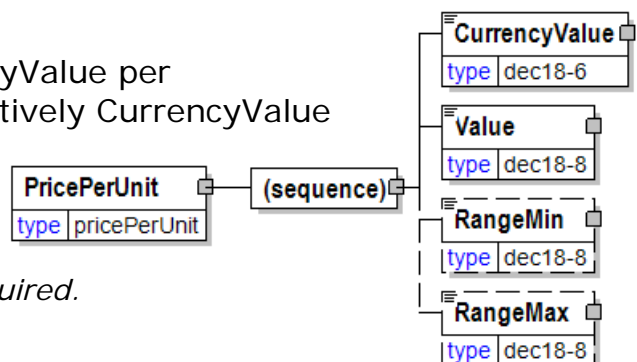 yValue per
tively CurrencyValue
uired.
PricePerUnit
type pricePerUnit
(sequence)
CurrencyValue
type dec18-6
Value
type dec18-8
RangeMin
type dec18-8
RangeMax
type dec18-8